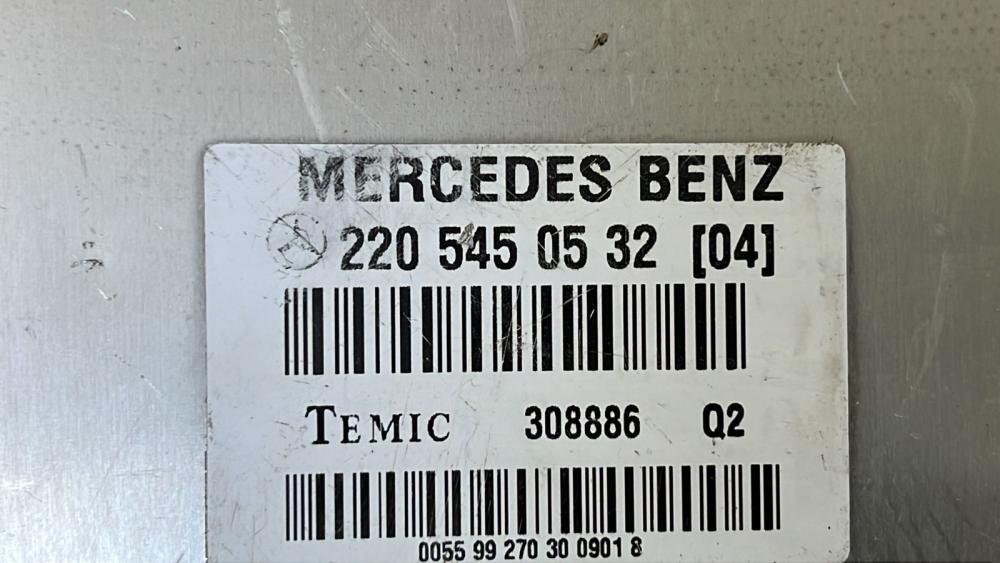 MERCEDES BENZ
220 545 05 32 [04]
TEMIC 308886 Q2
0055 99 270 30 0901 8